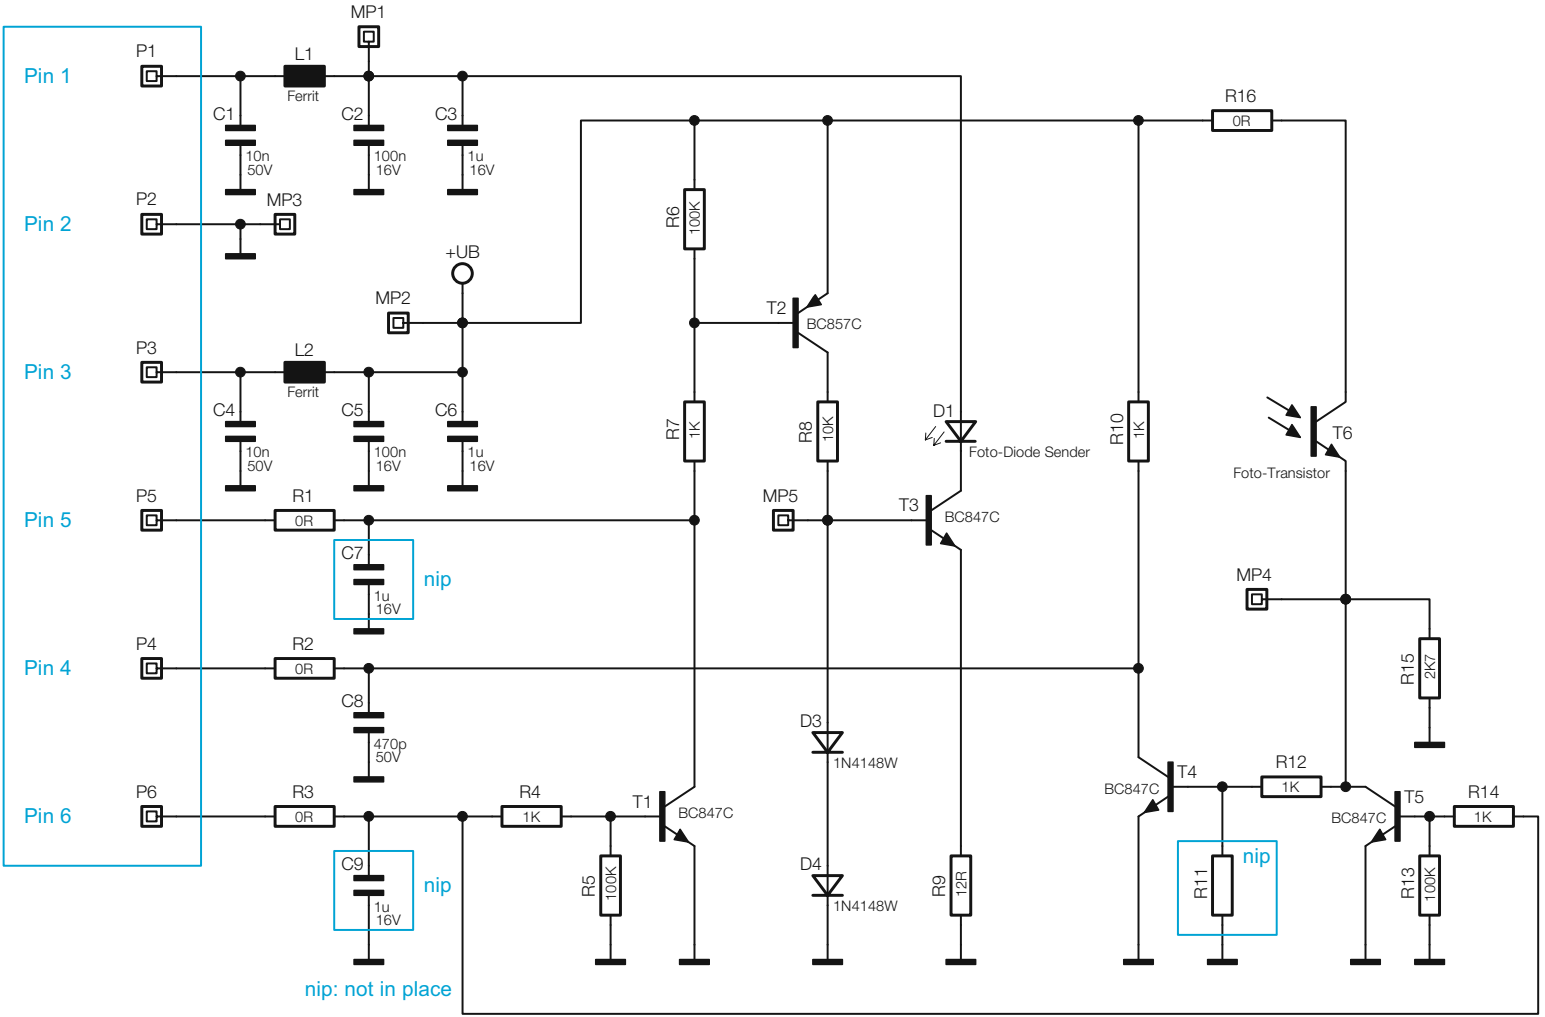 MP1
P1
L1
Pin 1
Ferrit
R16
0R
C1
C2
C3
10n
50V
100n
16V
1u
16V
P2
MP3
Pin 2
R6
100K
+UB
MP2
T2
BC857C
P3
L2
Pin 3
Ferrit
C4
C5
C6
10n
50V
100n
16V
1u
16V
R7
1K
R8
10K
D1
Foto-Diode Sender
R10
1K
T6
Foto-Transistor
P5
R1
Pin 5
0R
MP5
T3
BC847C
C7
nip
1u
16V
MP4
P4
R2
Pin 4
0R
R15
2K7
C8
470p
50V
D3
1N4148W
P6
R3
R4
Pin 6
0R
1K
T1
BC847C
T4
BC847C
R12
1K
T5
BC847C
R14
1K
C9
nip
1u
16V
R5
100K
D4
1N4148W
R9
12R
R11
nip
R13
100K
nip: not in place